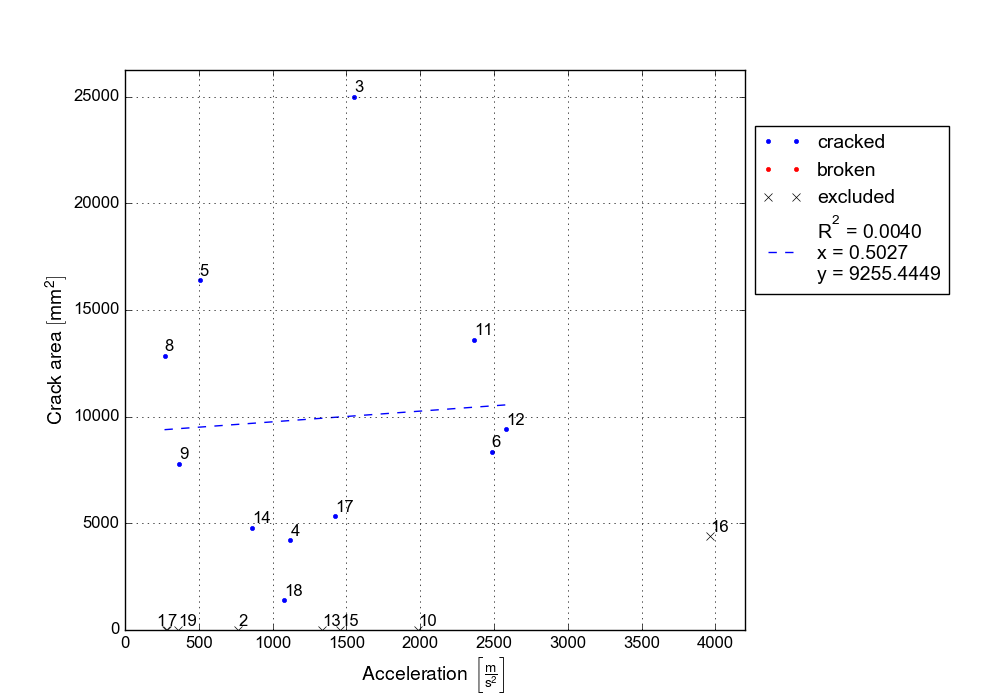 25000
20000
15000
10000
5000
0
Crack area [mm²]
3
5
8
11
12
9
6
14
4
17
16
18
1 7 19 2 13 15 10
0 500 1000 1500 2000 2500 3000 3500 4000
Acceleration [m/s²]
cracked
broken
excluded
R² = 0.0040
x = 0.5027
y = 9255.4449